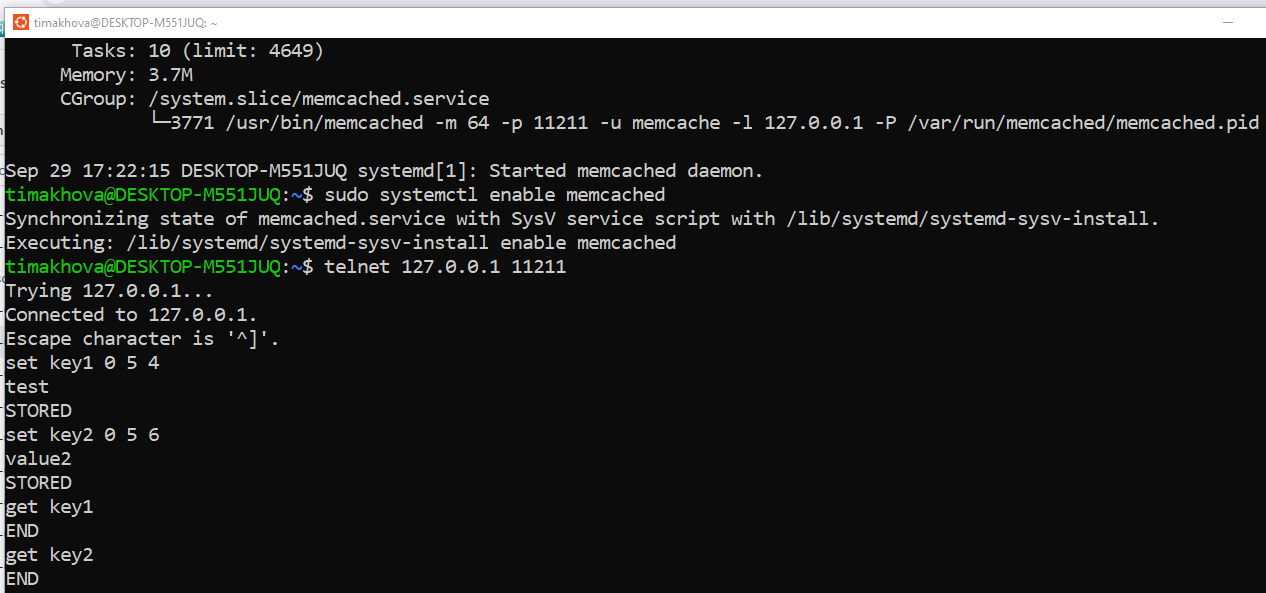 timakhova@DESKTOP-M551JUQ: ~
Tasks: 10 (limit: 4649)
Memory: 3.7M
CGroup: /system.slice/memcached.service
└─3771 /usr/bin/memcached -m 64 -p 11211 -u memcache -l 127.0.0.1 -P /var/run/memcached/memcached.pid
Sep 29 17:22:15 DESKTOP-M551JUQ systemd[1]: Started memcached daemon.
timakhova@DESKTOP-M551JUQ:~$ sudo systemctl enable memcached
Synchronizing state of memcached.service with SysV service script with /lib/systemd/systemd-sysv-install.
Executing: /lib/systemd/systemd-sysv-install enable memcached
timakhova@DESKTOP-M551JUQ:~$ telnet 127.0.0.1 11211
Trying 127.0.0.1...
Connected to 127.0.0.1.
Escape character is '^]'.
set key1 0 5 4
test
STORED
set key2 0 5 6
value2
STORED
get key1
END
get key2
END